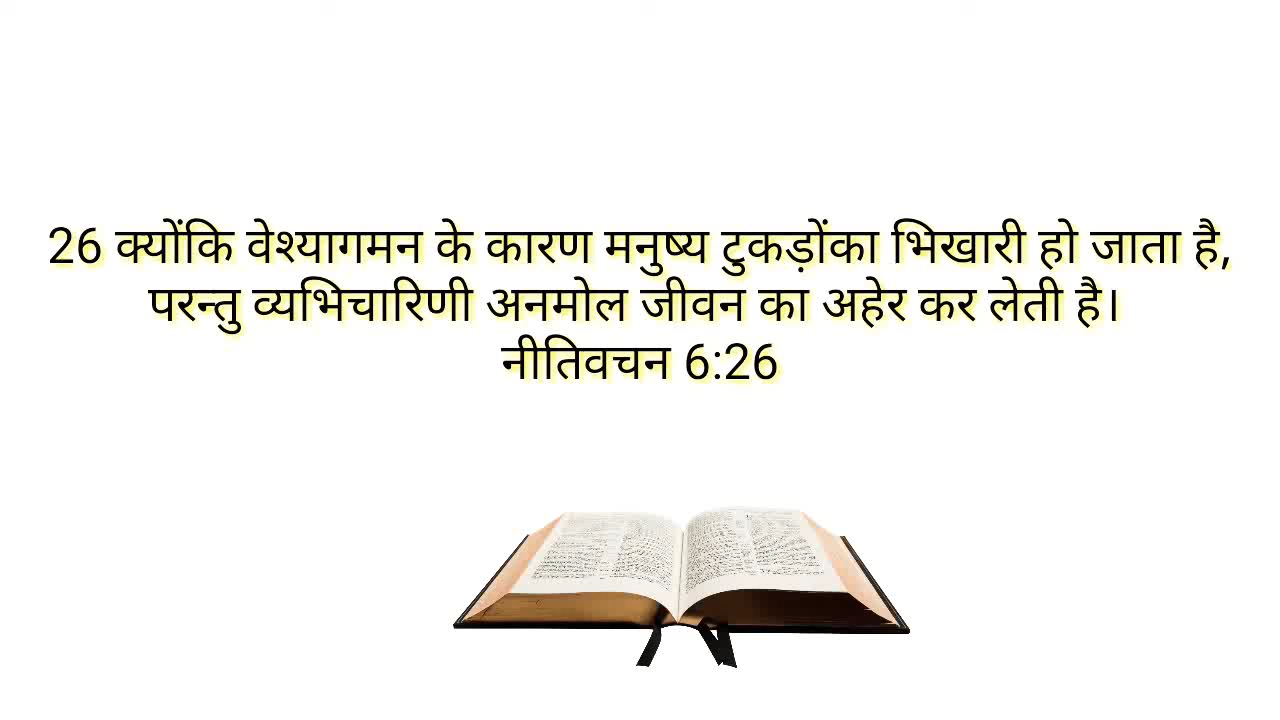 26 क्योंकि वेश्यागमन के कारण मनुष्य टुकड़ोंका भिखारी हो जाता है,
परन्तु व्यभिचारिणी अनमोल जीवन का अहेर कर लेती है।
नीतिवचन 6:26